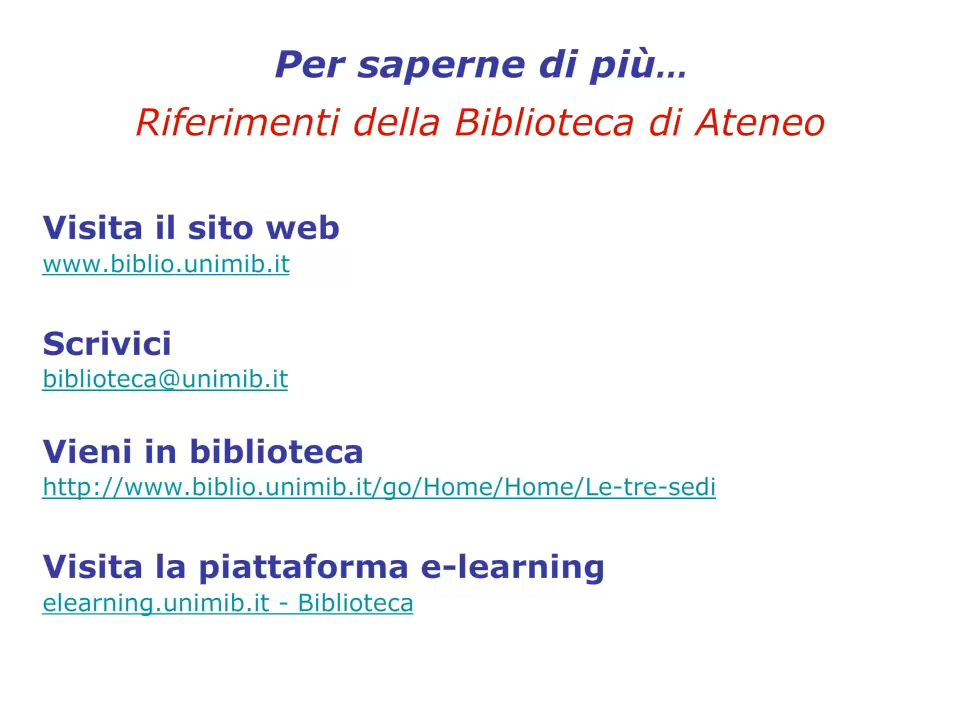 Per saperne di più...
Riferimenti della Biblioteca di Ateneo
Visita il sito web
www.biblio.unimib.it
Scrivici
biblioteca@unimib.it
Vieni in biblioteca
http://www.biblio.unimib.it/go/Home/Home/Le-tre-sedi
Visita la piattaforma e-learning
elearning.unimib.it - Biblioteca